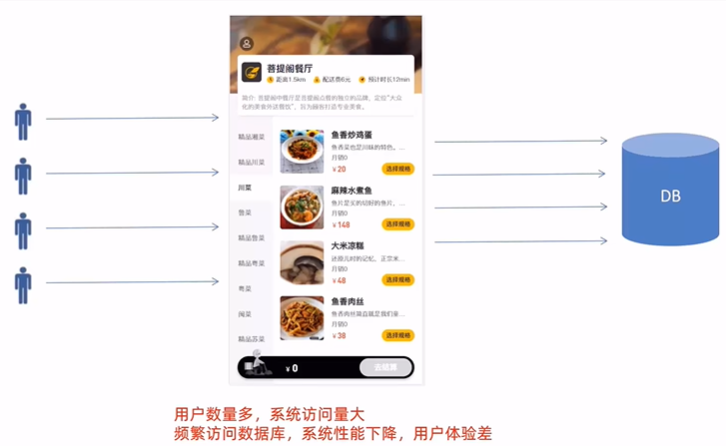 菩提阁餐厅
距离1.5km 配送费6元 预计时长12min
简介: 菩提阁中餐厅是菩提阁点餐的独立的品牌，定位“大众
化的美食外送餐饮”，旨为顾客打造专业美食。
精品湘菜
精品川菜
川菜
鲁菜
精品鲁菜
精品粤菜
粤菜
闽菜
精品苏菜
鱼香炒鸡蛋
鱼香菜也是川味的特色。...
月销0
¥20
选择规格
麻辣水煮鱼
鱼片是买的切好的鱼片，...
月销0
¥148
选择规格
大米凉糕
达州儿时的记忆，正宗米...
月销0
¥48
选择规格
鱼香肉丝
鱼香肉丝简直就是我们童...
月销0
¥38
选择规格
¥0
去结算
DB
用户数量多，系统访问量大
频繁访问数据库，系统性能下降，用户体验差